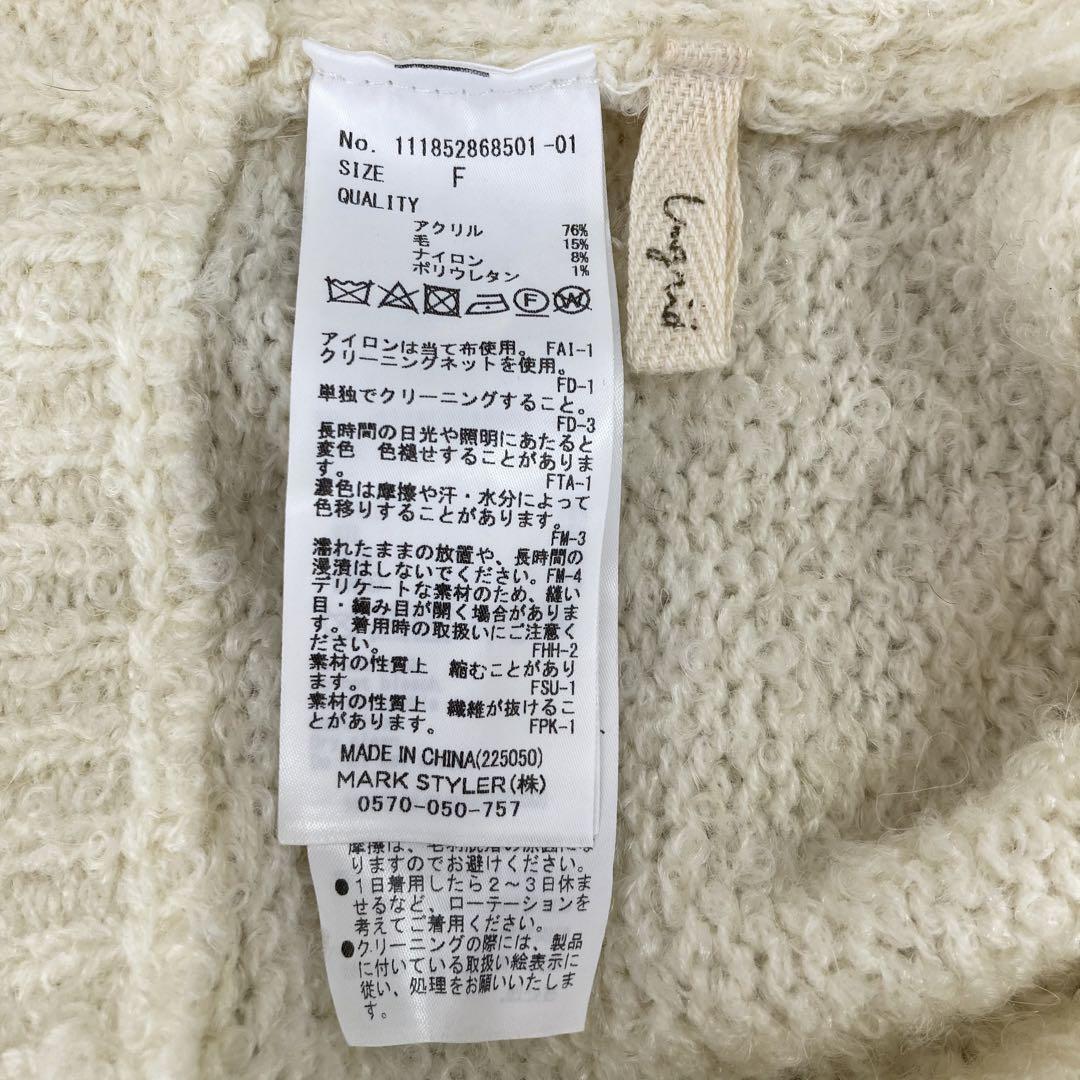 No. 111852868501-01
SIZE F
QUALITY
アクリル 76%
毛 15%
ナイロン 8%
ポリウレタン 1%
F W
アイロンは当て布使用。 FAI-1
クリーニングネットを使用。
FD-1
単独でクリーニングすること。
FD-3
長時間の日光や照明にあたると
変色 色褪せすることがありま
す。 FTA-1
濃色は摩擦や汗・水分によって
色移りすることがあります。
FM-3
濡れたままの放置や、長時間の
浸漬はしないでください。FM-4
デリケートな素材のため、縫い
目・編み目が開く場合がありま
す。着用時の取扱いにご注意く
ださい。 FHH-2
素材の性質上 縮むことがあり
ます。 FSU-1
素材の性質上 繊維が抜けるこ
とがあります。 FPK-1
MADE IN CHINA(225050)
MARK STYLER(株)
0570-050-757
摩擦は、毛羽脱落の原因にな
りますのでお避けください。
●1日着用したら2～3日休ま
せるなど、ローテーションを
考えてご着用ください。
●クリーニングの際には、製品
に付いている取扱い絵表示に
従い、処理をお願いいたしま
す。
Ungrid